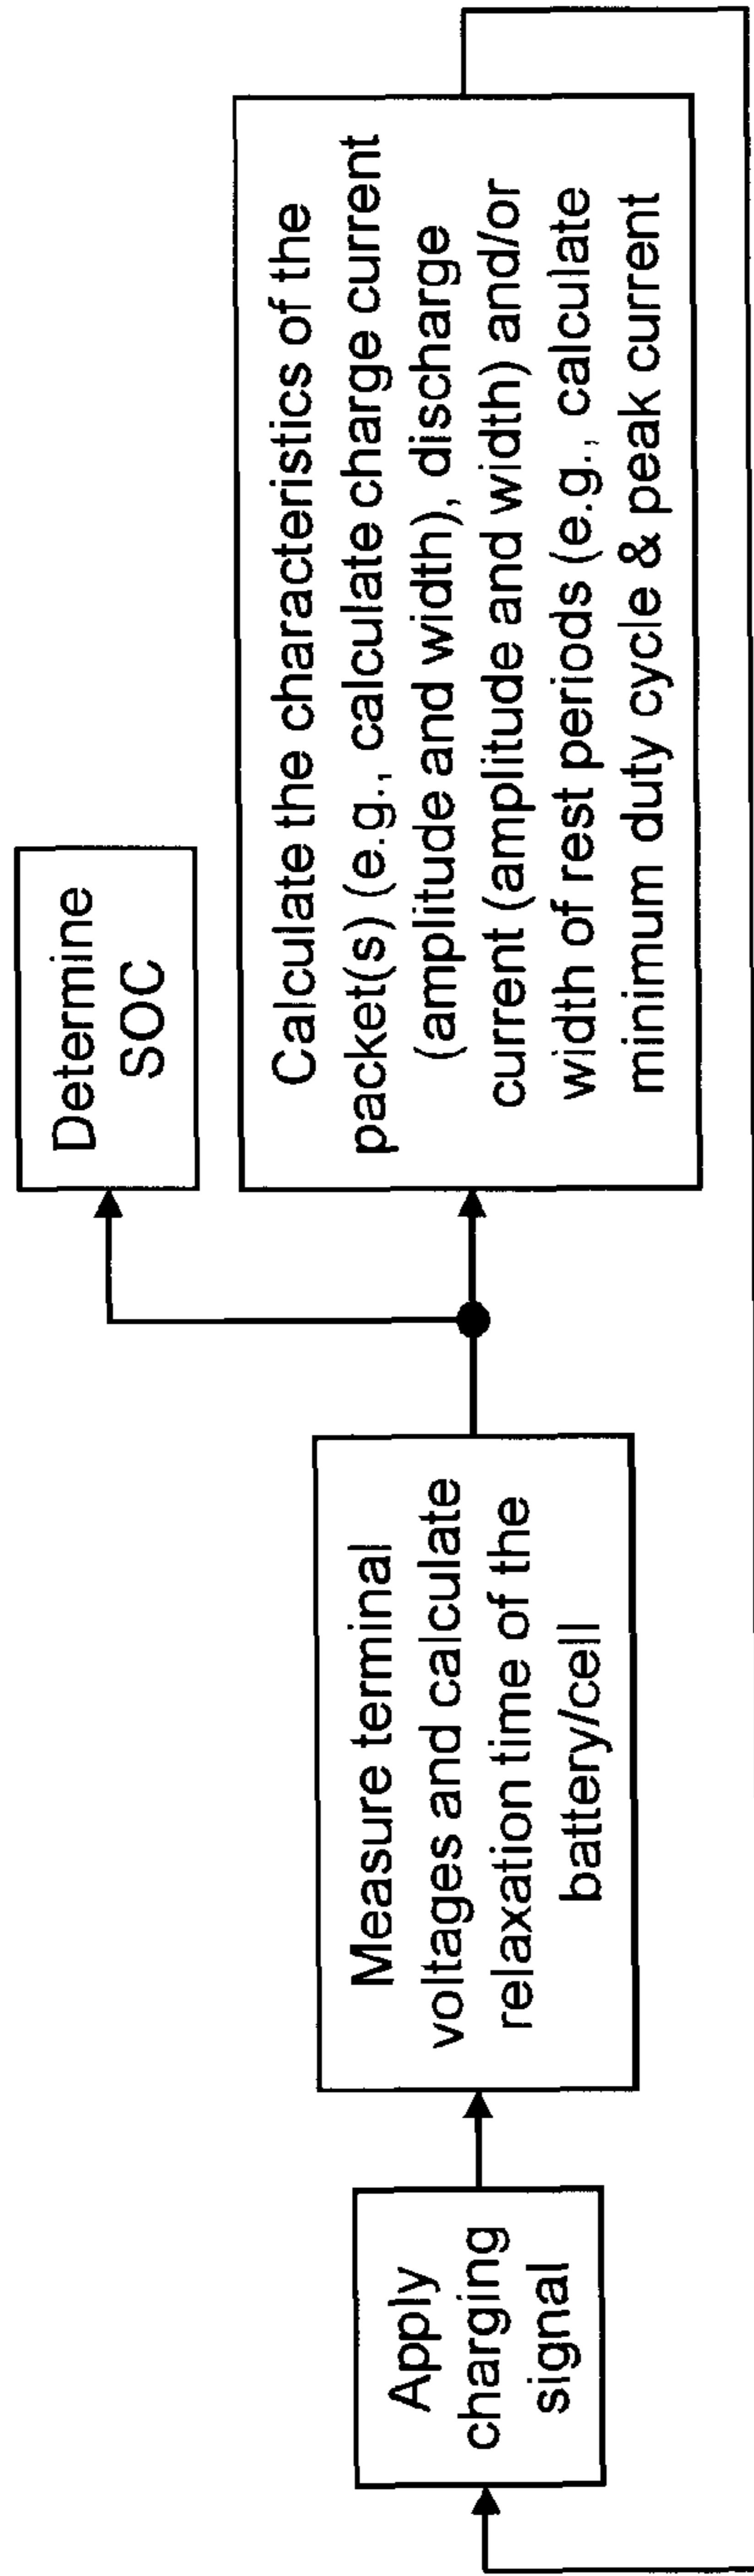 Apply
charging
signal
Measure terminal
voltages and calculate
relaxation time of the
battery/cell
Determine
SOC
Calculate the characteristics of the
packet(s) (e.g., calculate charge current
(amplitude and width), discharge
current (amplitude and width) and/or
width of rest periods (e.g., calculate
minimum duty cycle & peak current